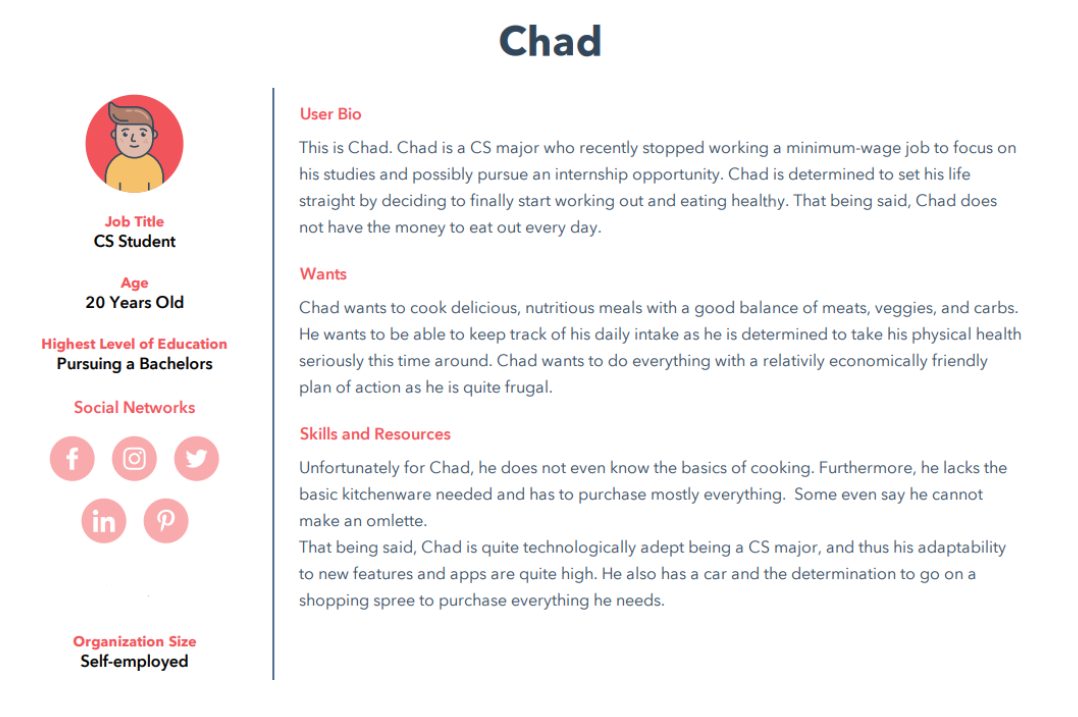 Chad
Job Title
CS Student
Age
20 Years Old
Highest Level of Education
Pursuing a Bachelors
Social Networks
f
in
Organization Size
Self-employed
User Bio
This is Chad. Chad is a CS major who recently stopped working a minimum-wage job to focus on
his studies and possibly pursue an internship opportunity. Chad is determined to set his life
straight by deciding to finally start working out and eating healthy. That being said, Chad does
not have the money to eat out every day.
Wants
Chad wants to cook delicious, nutritious meals with a good balance of meats, veggies, and carbs.
He wants to be able to keep track of his daily intake as he is determined to take his physical health
seriously this time around. Chad wants to do everything with a relativily economically friendly
plan of action as he is quite frugal.
Skills and Resources
Unfortunately for Chad, he does not even know the basics of cooking. Furthermore, he lacks the
basic kitchenware needed and has to purchase mostly everything.  Some even say he cannot
make an omlette.
That being said, Chad is quite technologically adept being a CS major, and thus his adaptability
to new features and apps are quite high. He also has a car and the determination to go on a
shopping spree to purchase everything he needs.